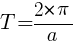 T = 2*π / a